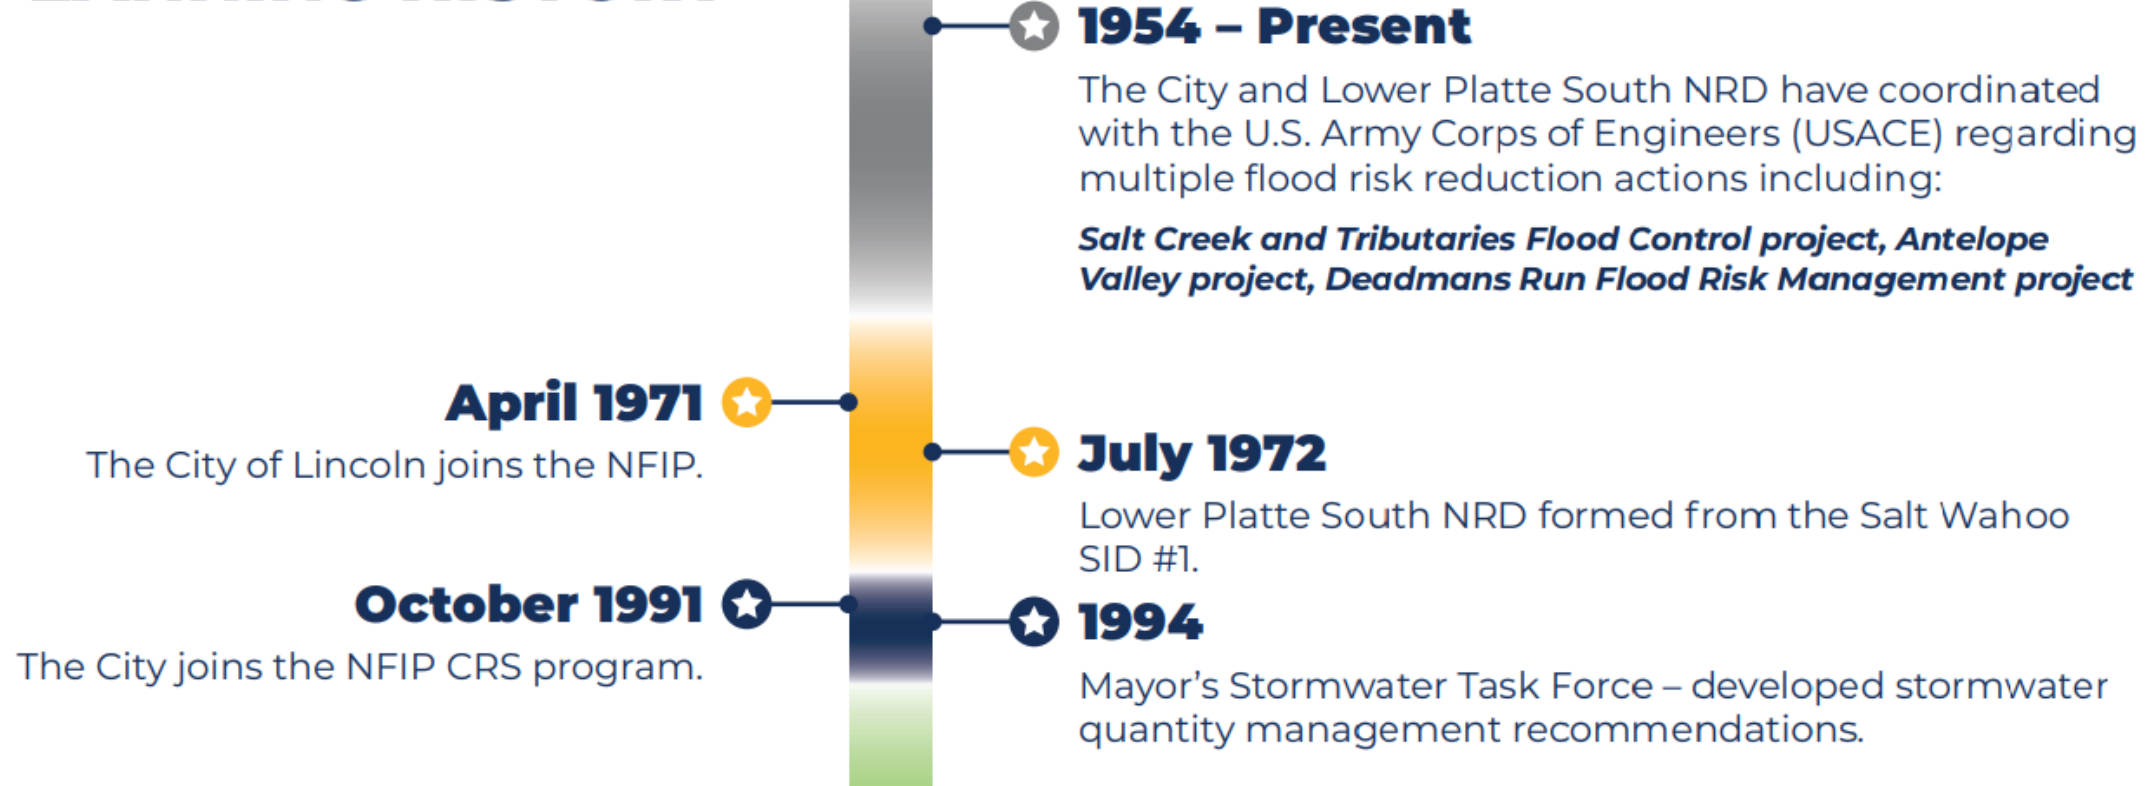 1954 – Present
The City and Lower Platte South NRD have coordinated
with the U.S. Army Corps of Engineers (USACE) regarding
multiple flood risk reduction actions including:
Salt Creek and Tributaries Flood Control project, Antelope
Valley project, Deadmans Run Flood Risk Management project
April 1971
The City of Lincoln joins the NFIP.
July 1972
Lower Platte South NRD formed from the Salt Wahoo
SID #1.
October 1991
The City joins the NFIP CRS program.
1994
Mayor’s Stormwater Task Force – developed stormwater
quantity management recommendations.